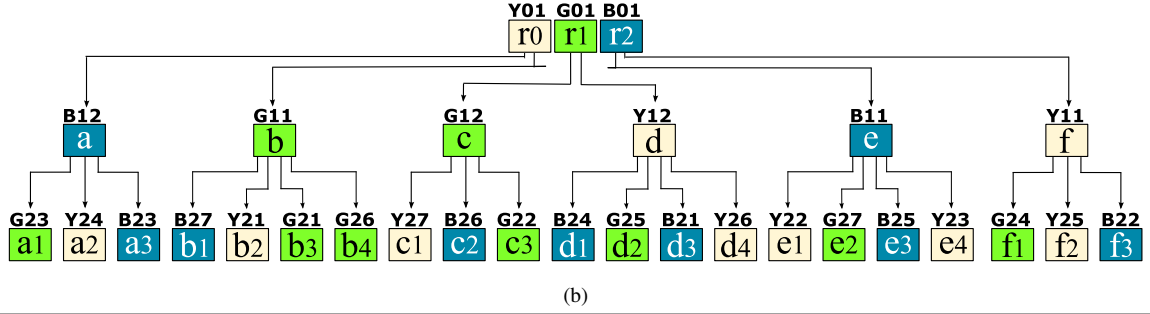 Y01 G01 B01
r0 r1 r2
B12 G11 G12 Y12 B11 Y11
a b c d e f
G23 Y24 B23 B27 Y21 G21 G26 Y27 B26 G22 B24 G25 B21 Y26 Y22 G27 B25 Y23 G24 Y25 B22
a1 a2 a3 b1 b2 b3 b4 c1 c2 c3 d1 d2 d3 d4 e1 e2 e3 e4 f1 f2 f3
(b)